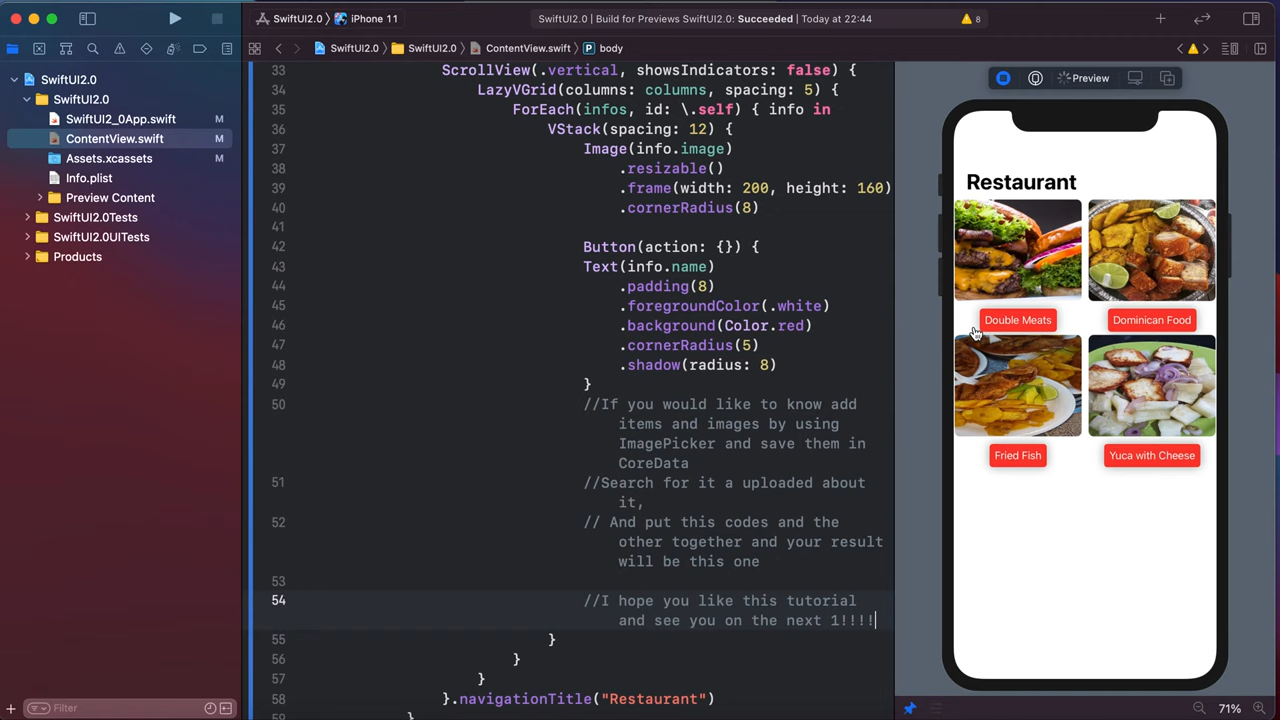 SwiftUI2.0 iPhone 11
SwiftUI2.0 | Build for Previews SwiftUI2.0: Succeeded | Today at 22:44
8
SwiftUI2.0
SwiftUI2.0
SwiftUI2_0App.swift M
ContentView.swift M
Assets.xcassets M
Info.plist
Preview Content
SwiftUI2.0Tests
SwiftUI2.0UITests
Products
Filter
SwiftUI2.0 SwiftUI2.0 ContentView.swift P body
33 ScrollView(.vertical, showsIndicators: false) {
34 LazyVGrid(columns: columns, spacing: 5) {
35 ForEach(infos, id: \.self) { info in
36 VStack(spacing: 12) {
37 Image(info.image)
38 .resizable()
39 .frame(width: 200, height: 160)
40 .cornerRadius(8)
41
42 Button(action: {}) {
43 Text(info.name)
44 .padding(8)
45 .foregroundColor(.white)
46 .background(Color.red)
47 .cornerRadius(5)
48 .shadow(radius: 8)
49 }
50 //If you would like to know add
items and images by using
ImagePicker and save them in
CoreData
51 //Search for it a uploaded about
it,
52 // And put this codes and the
other together and your result
will be this one
53
54 //I hope you like this tutorial
and see you on the next 1!!!!
55 }
56 }
57 }
58 }.navigationTitle("Restaurant")
59 }
Preview
Restaurant
Double Meats Dominican Food
Fried Fish Yuca with Cheese
71%